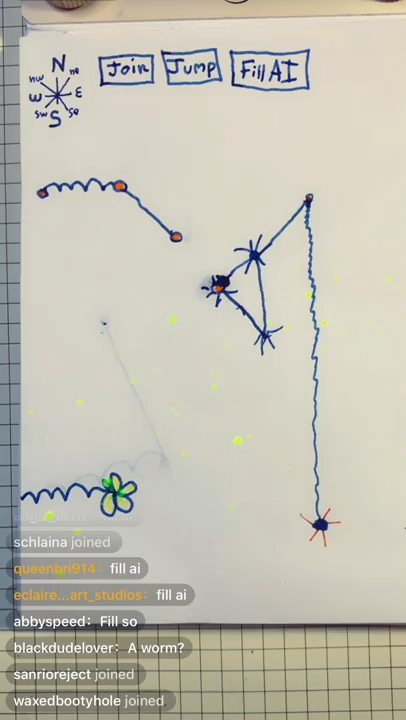 Join Jump Fill AI
N
nw ne
W E
sw se
S
schlaina joined
queenbri914: fill ai
eclaire...art_studios: fill ai
abbyspeed: Fill so
blackdudelover: A worm?
sanrioreject joined
waxedbootyhole joined